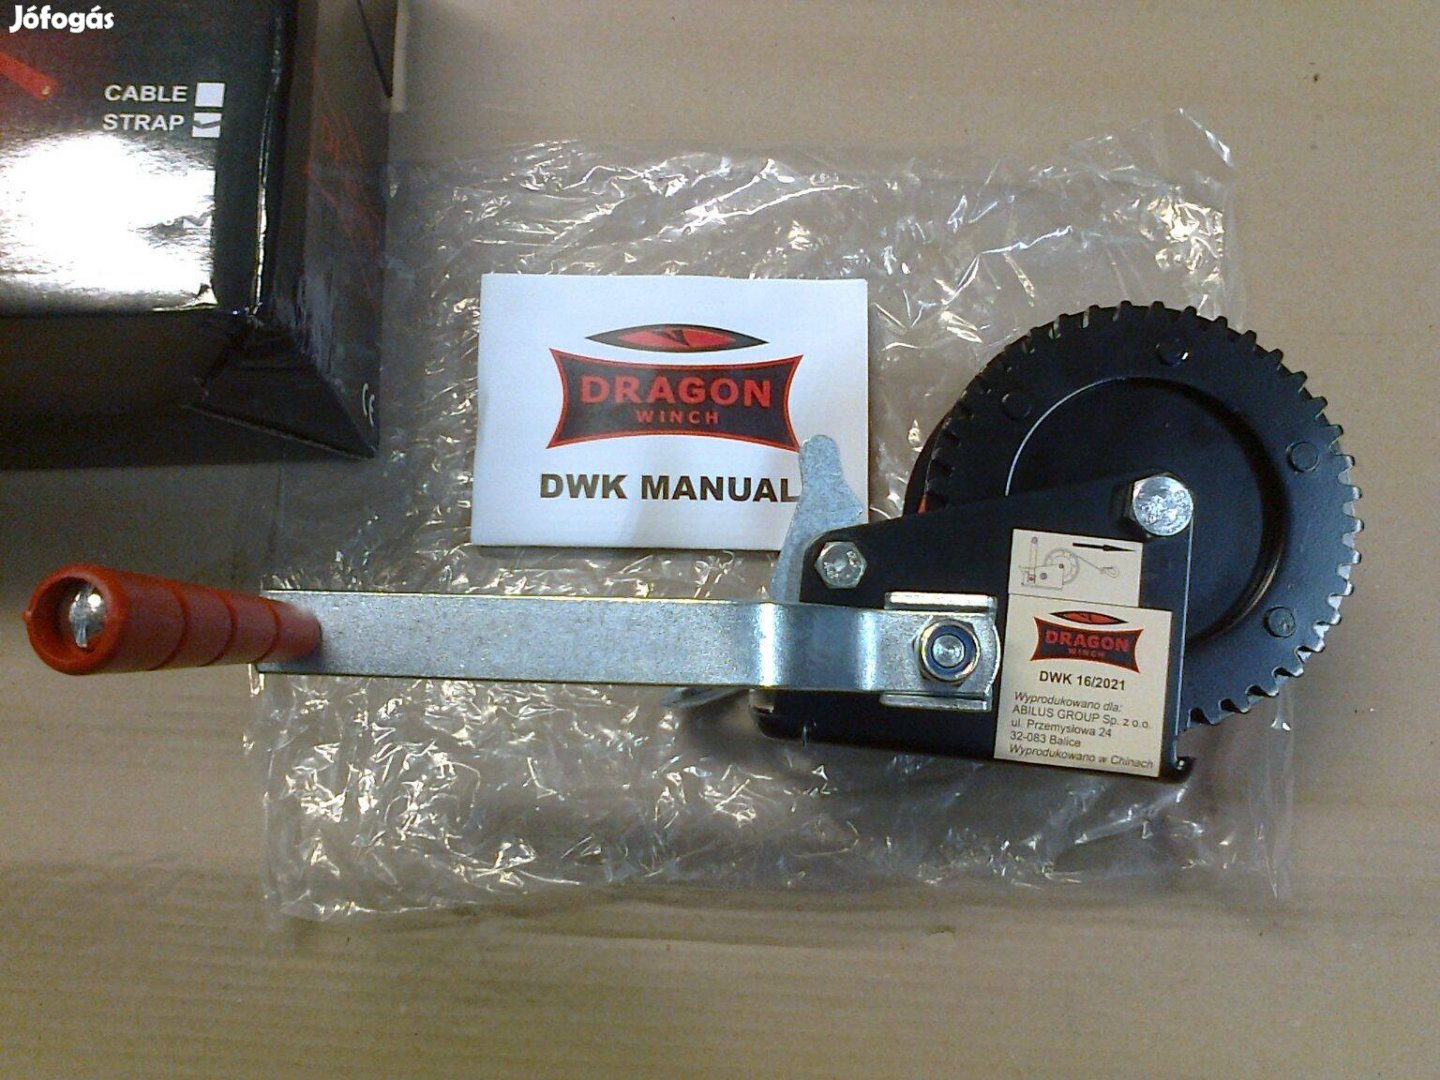 Jófogás
CABLE
STRAP
CE
DRAGON
WINCH
DWK MANUAL
DRAGON
WINCH
DWK 16/2021
Wyprodukowano dla:
ABILUS GROUP Sp. z o.o.
ul. Przemysłowa 24
32-083 Balice
Wyprodukowano w Chinach